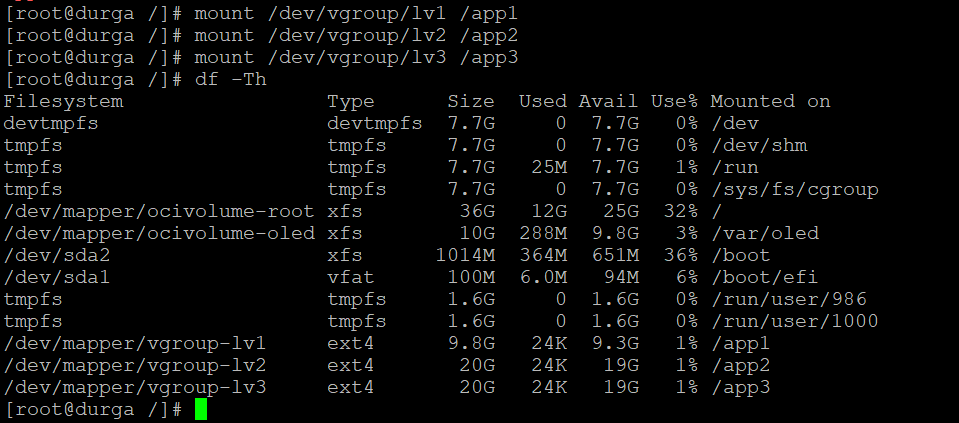 [root@durga /]# mount /dev/vgroup/lv1 /app1
[root@durga /]# mount /dev/vgroup/lv2 /app2
[root@durga /]# mount /dev/vgroup/lv3 /app3
[root@durga /]# df -Th
Filesystem                 Type      Size  Used Avail Use% Mounted on
devtmpfs                   devtmpfs  7.7G     0  7.7G   0% /dev
tmpfs                      tmpfs     7.7G     0  7.7G   0% /dev/shm
tmpfs                      tmpfs     7.7G   25M  7.7G   1% /run
tmpfs                      tmpfs     7.7G     0  7.7G   0% /sys/fs/cgroup
/dev/mapper/ocivolume-root xfs        36G   12G   25G  32% /
/dev/mapper/ocivolume-oled xfs        10G  288M  9.8G   3% /var/oled
/dev/sda2                  xfs      1014M  364M  651M  36% /boot
/dev/sda1                  vfat      100M  6.0M   94M   6% /boot/efi
tmpfs                      tmpfs     1.6G     0  1.6G   0% /run/user/986
tmpfs                      tmpfs     1.6G     0  1.6G   0% /run/user/1000
/dev/mapper/vgroup-lv1     ext4      9.8G   24K  9.3G   1% /app1
/dev/mapper/vgroup-lv2     ext4       20G   24K   19G   1% /app2
/dev/mapper/vgroup-lv3     ext4       20G   24K   19G   1% /app3
[root@durga /]#